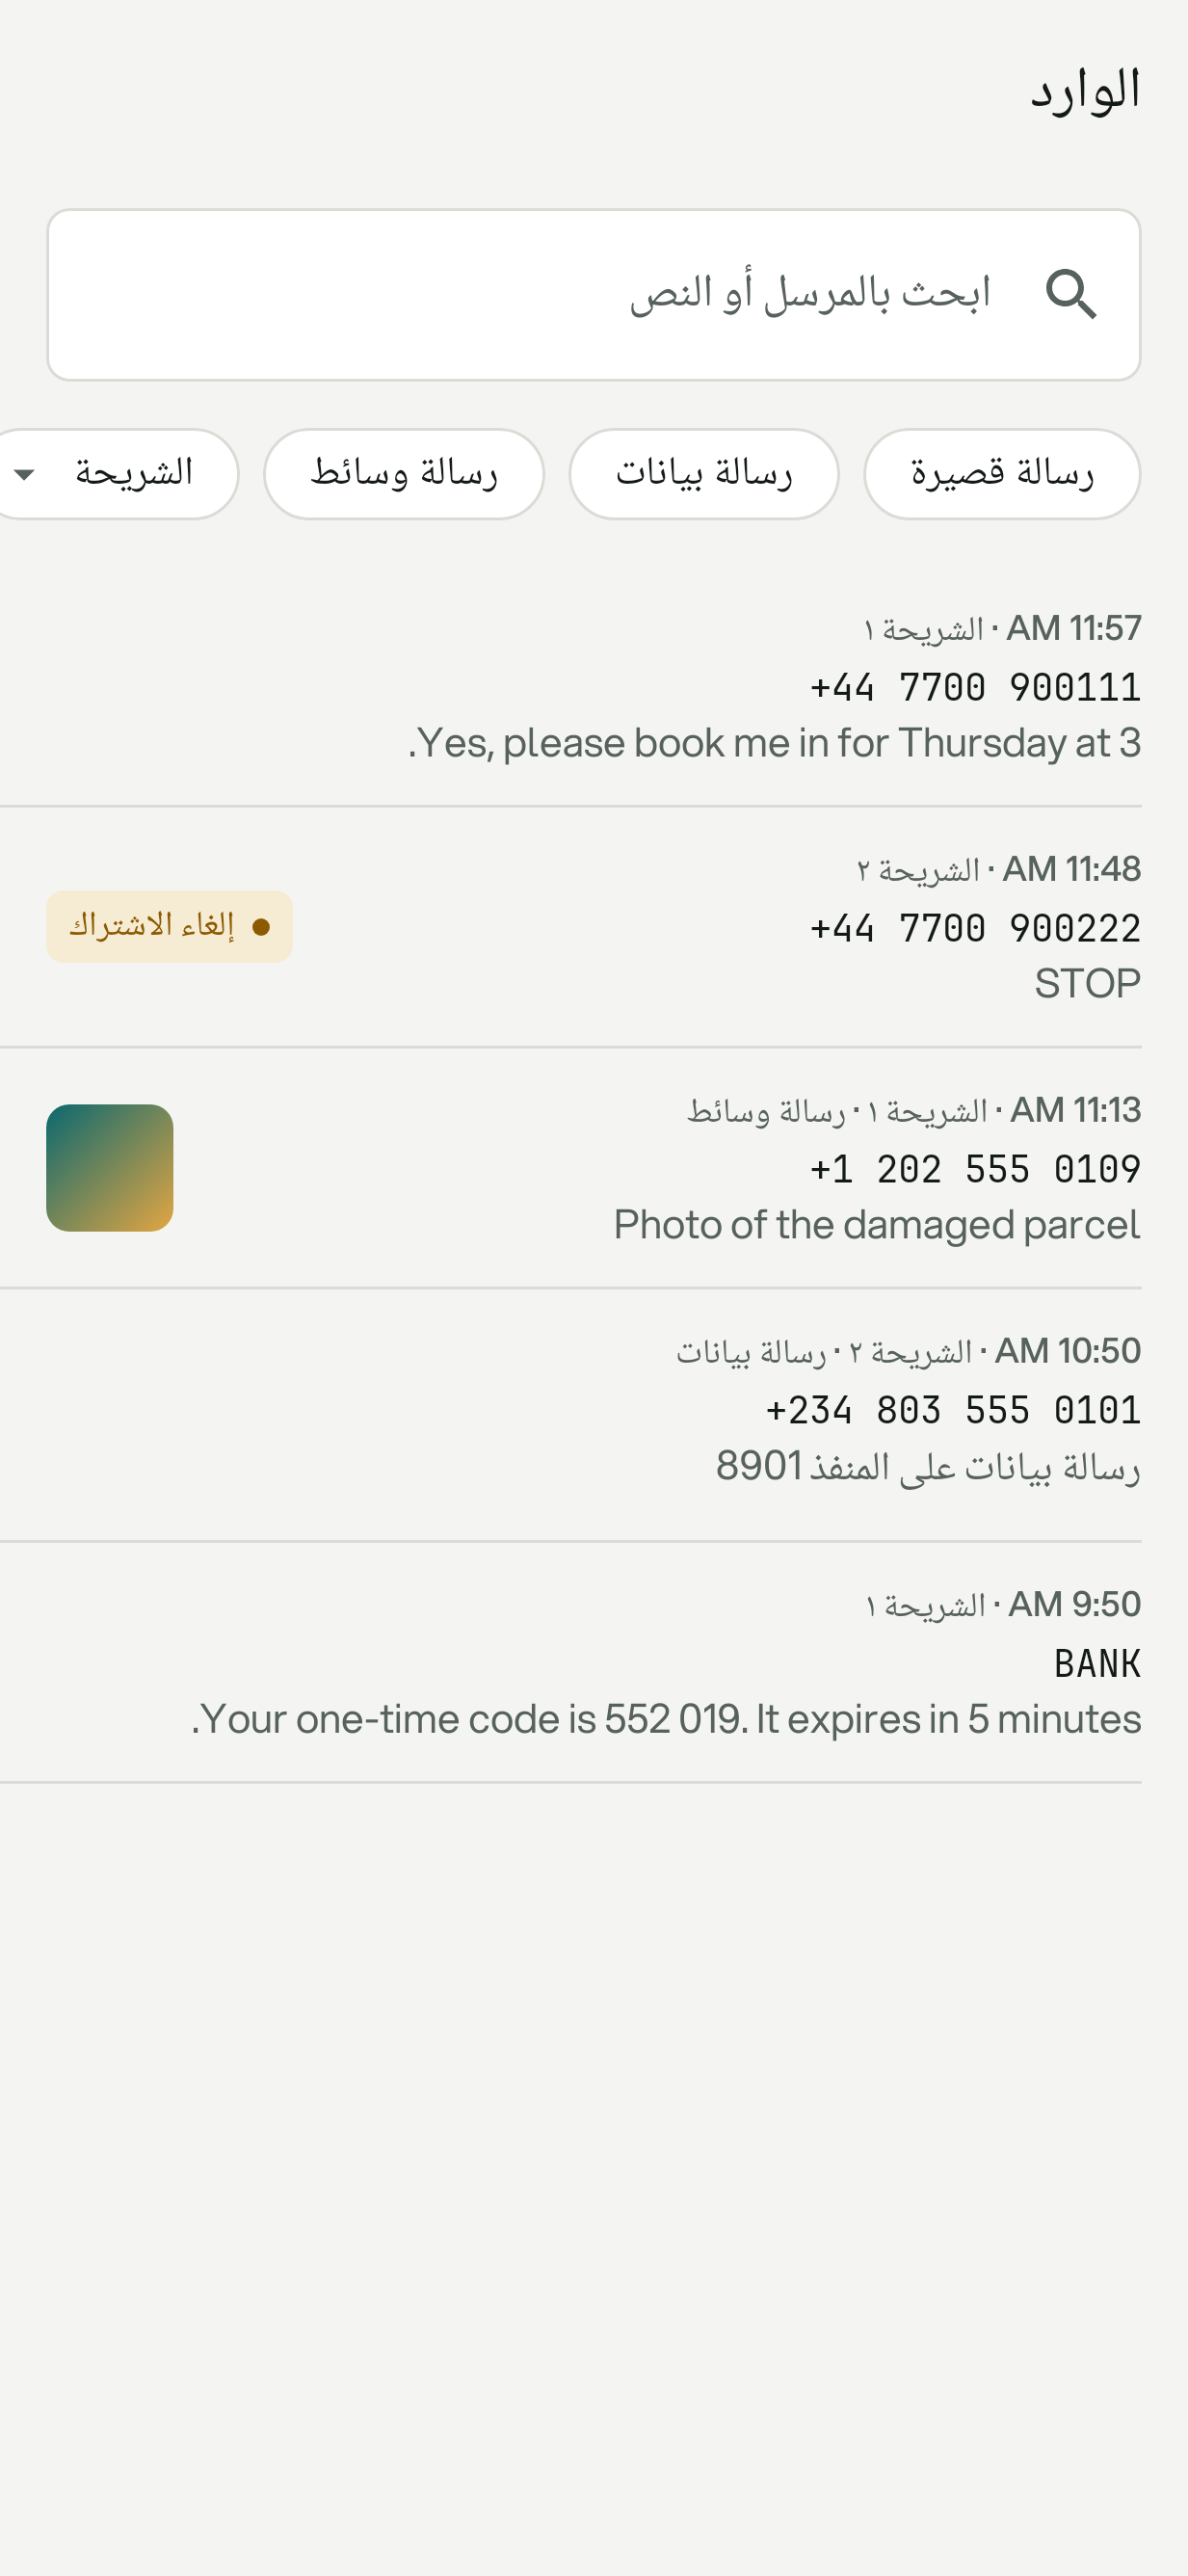 الوارد
ابحث بالمرسل أو النص
رسالة قصيرة
رسالة بيانات
رسالة وسائط
الشريحة
11:57 AM · الشريحة ١
+44 7700 900111
Yes, please book me in for Thursday at 3.
11:48 AM · الشريحة ٢
+44 7700 900222
STOP
إلغاء الاشتراك
11:13 AM · الشريحة ١ · رسالة وسائط
+1 202 555 0109
Photo of the damaged parcel
10:50 AM · الشريحة ٢ · رسالة بيانات
+234 803 555 0101
رسالة بيانات على المنفذ 8901
9:50 AM · الشريحة ١
BANK
Your one-time code is 552 019. It expires in 5 minutes.